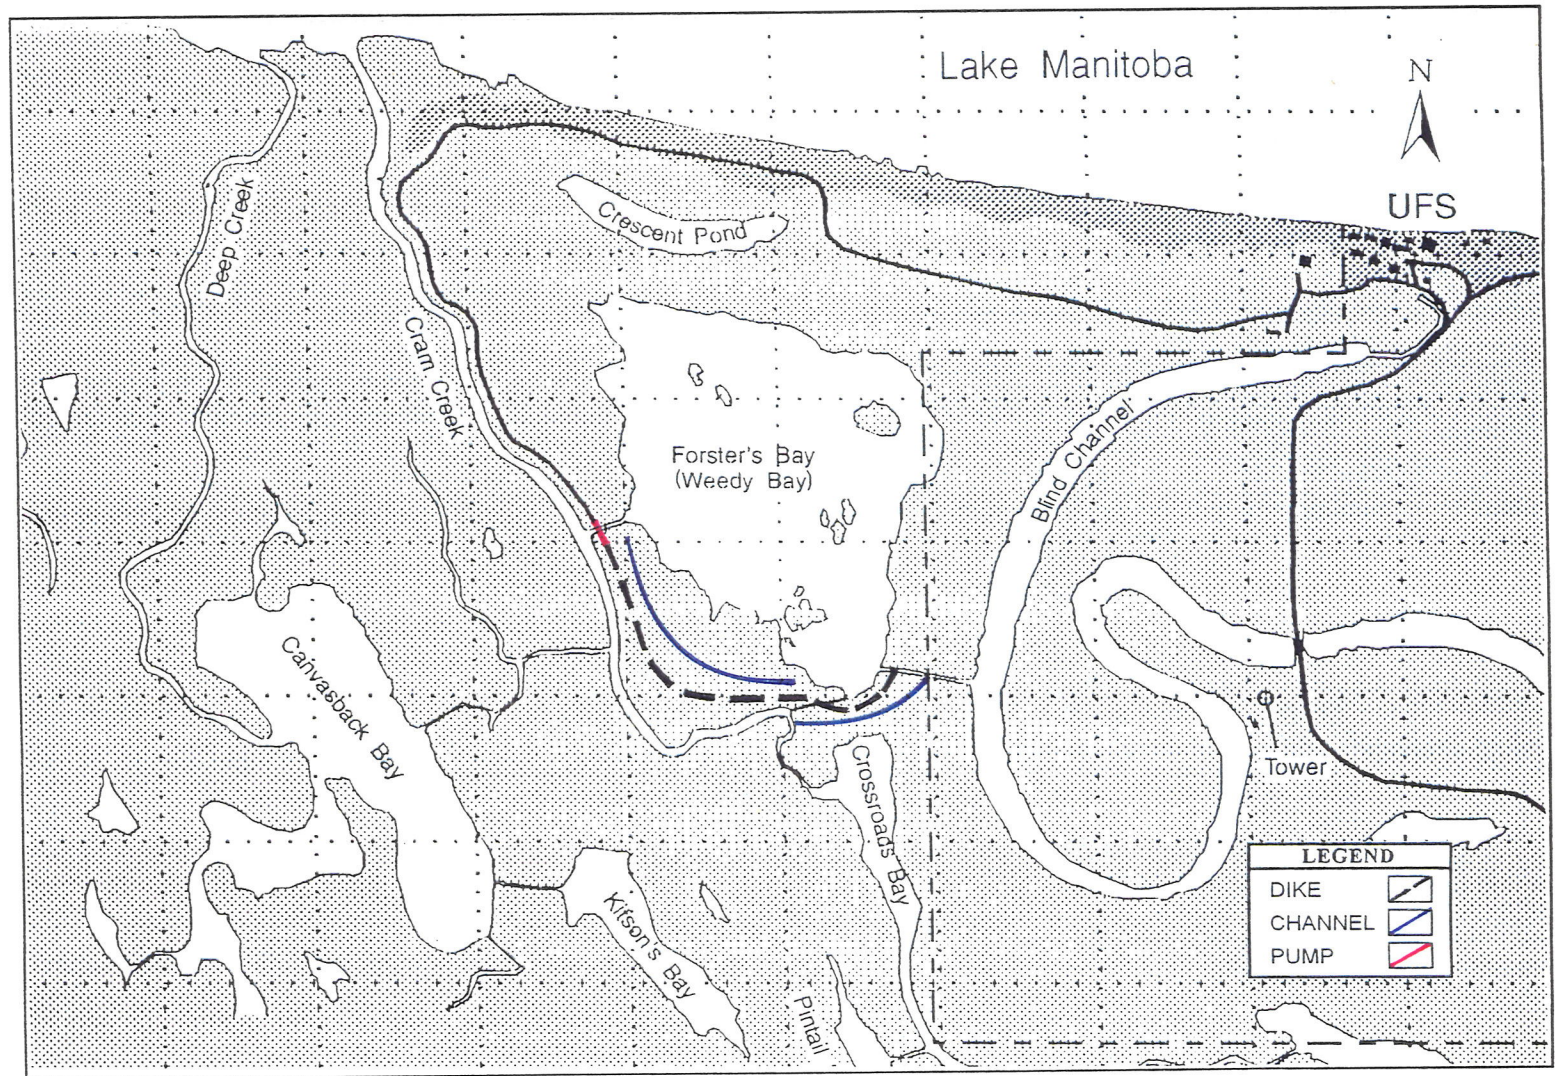 Lake Manitoba
N
UFS
Crescent Pond
Deep Creek
Cram Creek
Forster's Bay
(Weedy Bay)
Blind Channel
Canvasback Bay
Tower
Crossroads Bay
Kitson's Bay
Pintail
LEGEND
DIKE
CHANNEL
PUMP